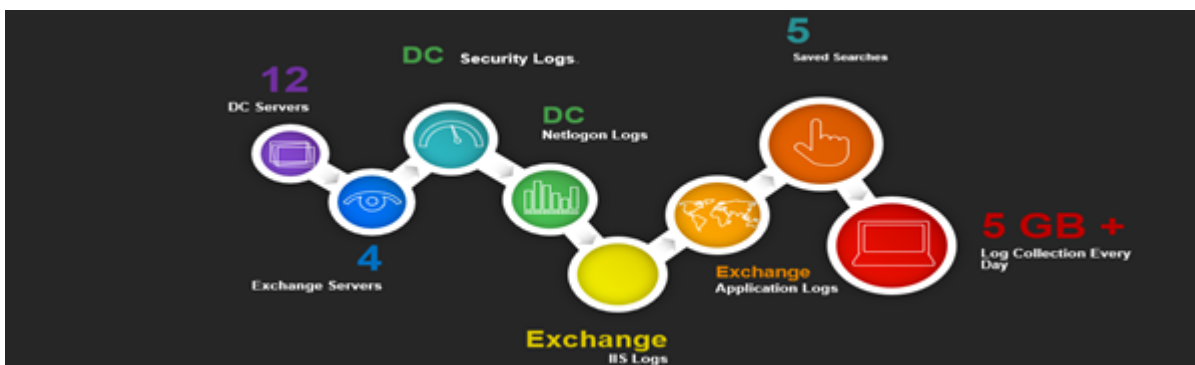 12
DC Servers
4
Exchange Servers
DC Security Logs.
DC
Netlogon Logs
Exchange
IIS Logs
Exchange
Application Logs
5
Saved Searches
5 GB +
Log Collection Every
Day